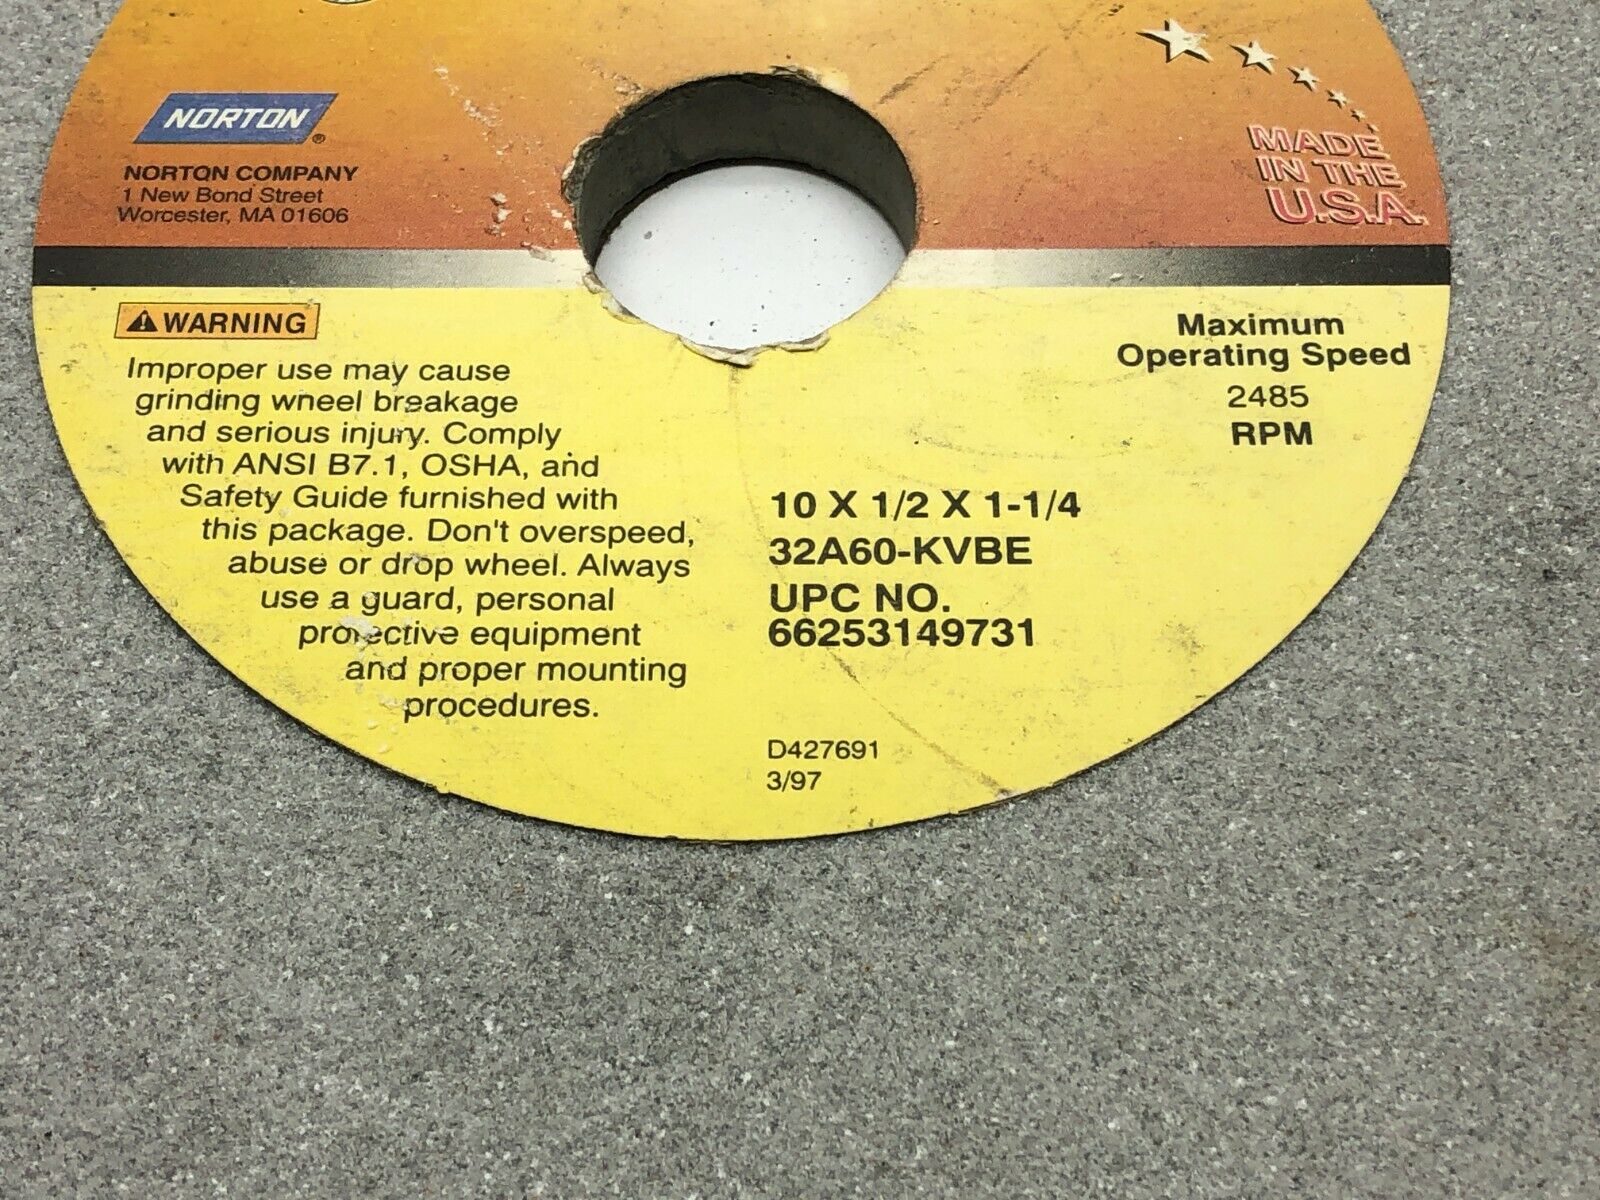 NORTON®
NORTON COMPANY
1 New Bond Street
Worcester, MA 01606
MADE
IN THE
U.S.A.
WARNING
Improper use may cause
grinding wheel breakage
and serious injury. Comply
with ANSI B7.1, OSHA, and
Safety Guide furnished with
this package. Don't overspeed,
abuse or drop wheel. Always
use a guard, personal
protective equipment
and proper mounting
procedures.
Maximum
Operating Speed
2485
RPM
10 X 1/2 X 1-1/4
32A60-KVBE
UPC NO.
66253149731
D427691
3/97